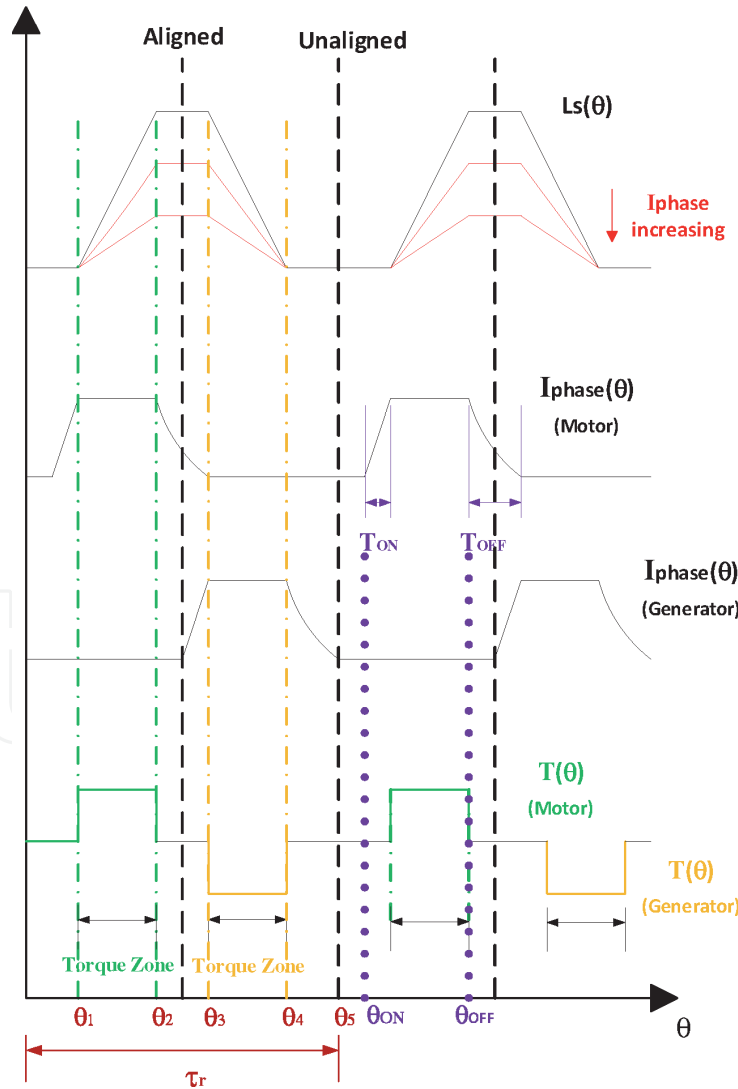 Aligned
Unaligned
Ls(θ)
Iphase
increasing
Iphase(θ)
(Motor)
TON
TOFF
Iphase(θ)
(Generator)
T(θ)
(Motor)
T(θ)
(Generator)
Torque Zone
Torque Zone
θ1
θ2
θ3
θ4
θ5
θON
θOFF
θ
τr